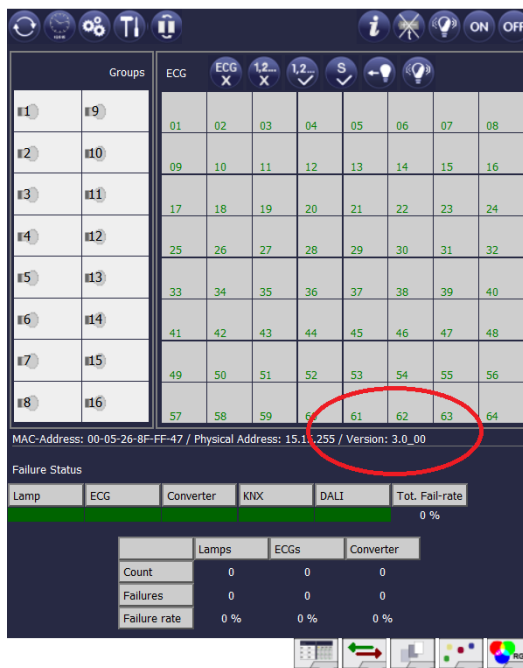 i ON OFF
Groups ECG ECG X 1,2... X 1,2... S
1 9 01 02 03 04 05 06 07 08
2 10 09 10 11 12 13 14 15 16
3 11 17 18 19 20 21 22 23 24
4 12 25 26 27 28 29 30 31 32
5 13 33 34 35 36 37 38 39 40
6 14 41 42 43 44 45 46 47 48
7 15 49 50 51 52 53 54 55 56
8 16 57 58 59 60 61 62 63 64
MAC-Address: 00-05-26-8F-FF-47 / Physical Address: 15.15.255 / Version: 3.0_00
Failure Status
Lamp ECG Converter KNX DALI Tot. Fail-rate
0 %
Lamps ECGs Converter
Count 0 0 0
Failures 0 0 0
Failure rate 0 % 0 % 0 %